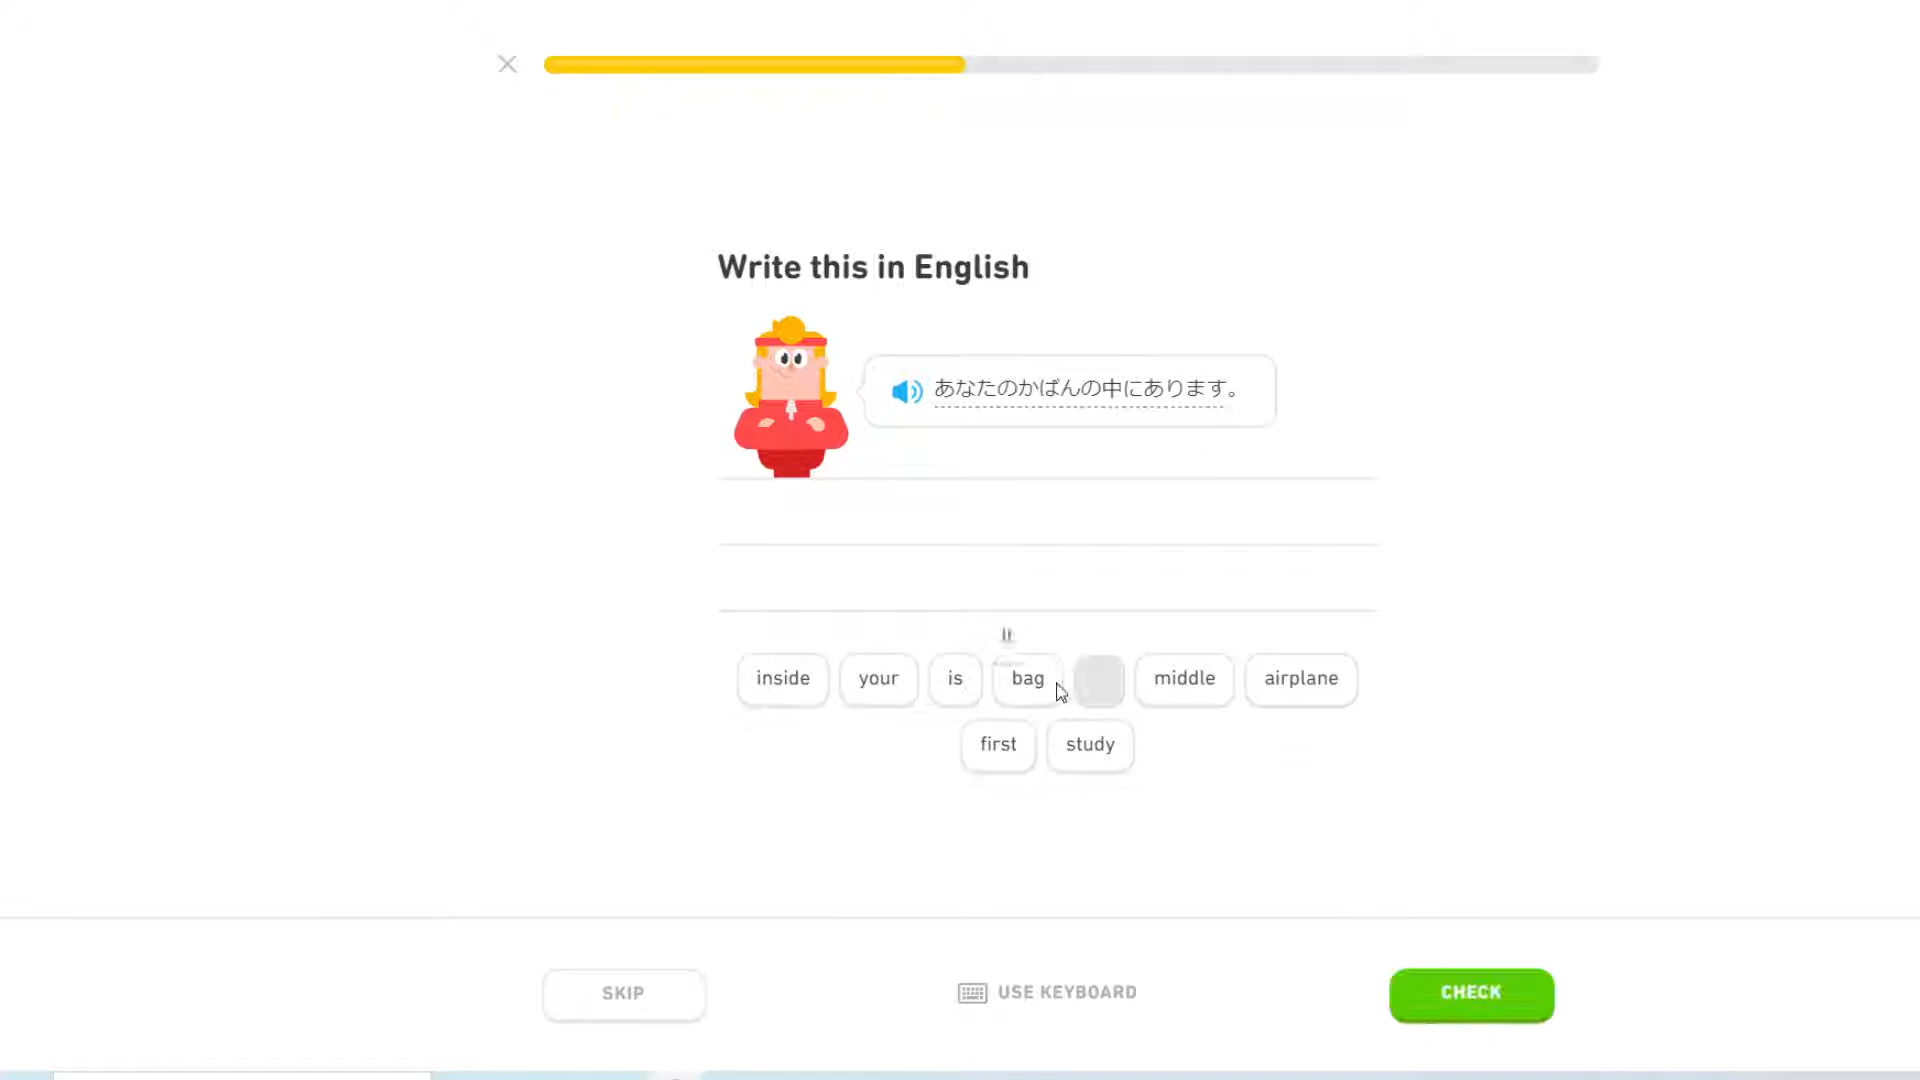 Write this in English
あなたのかばんの中にあります。
It
inside your is bag middle airplane
first study
SKIP USE KEYBOARD CHECK